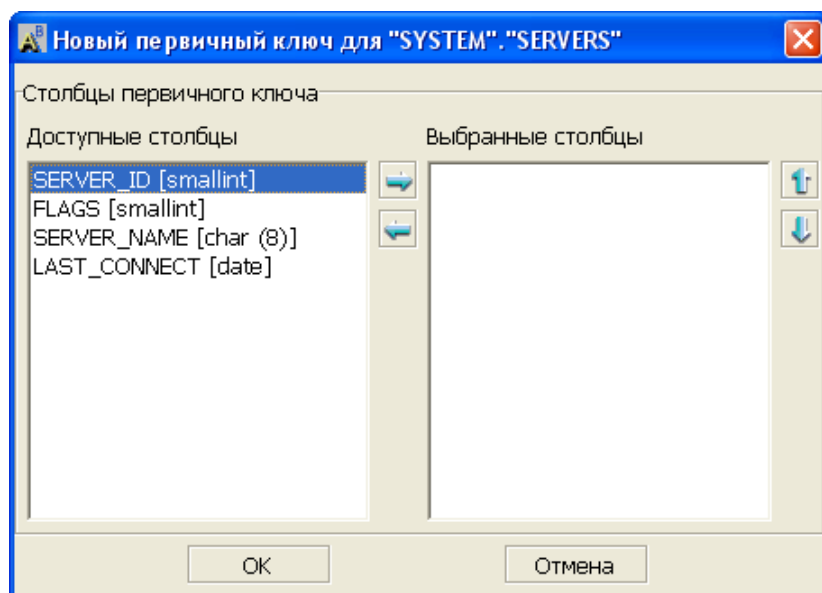 Новый первичный ключ для "SYSTEM"."SERVERS"
Столбцы первичного ключа
Доступные столбцы
Выбранные столбцы
SERVER_ID [smallint]
FLAGS [smallint]
SERVER_NAME [char (8)]
LAST_CONNECT [date]
OK
Отмена